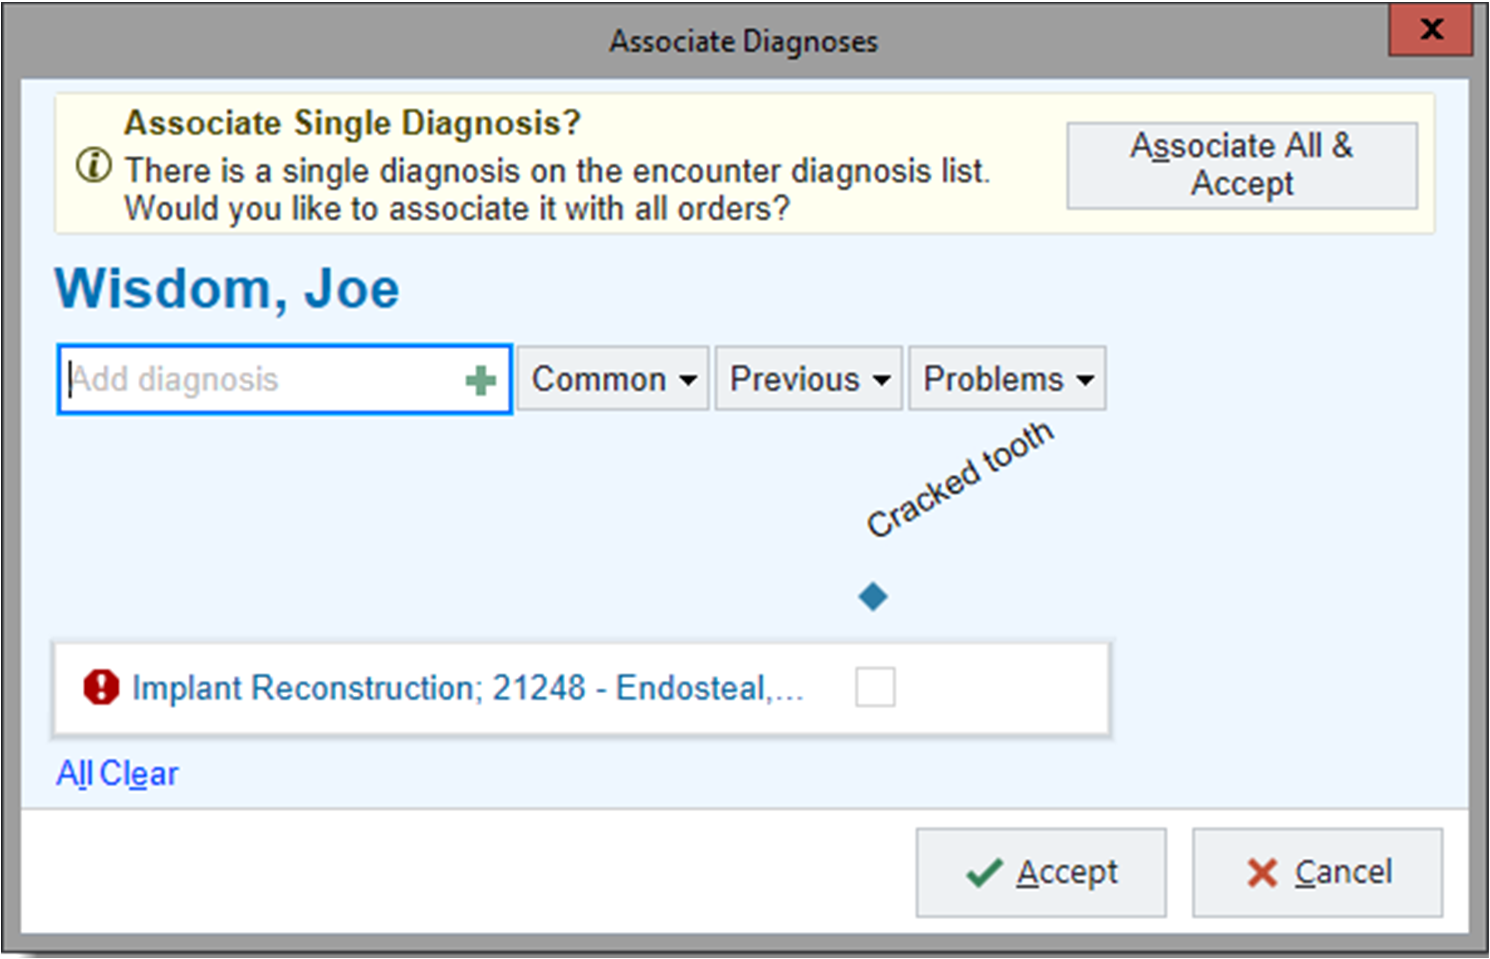 Associate Diagnoses
x
Associate Single Diagnosis?
There is a single diagnosis on the encounter diagnosis list.
Would you like to associate it with all orders?
Associate All &
Accept
Wisdom, Joe
Add diagnosis
Common
Previous
Problems
Cracked tooth
Implant Reconstruction; 21248 - Endosteal,...
All Clear
Accept
Cancel